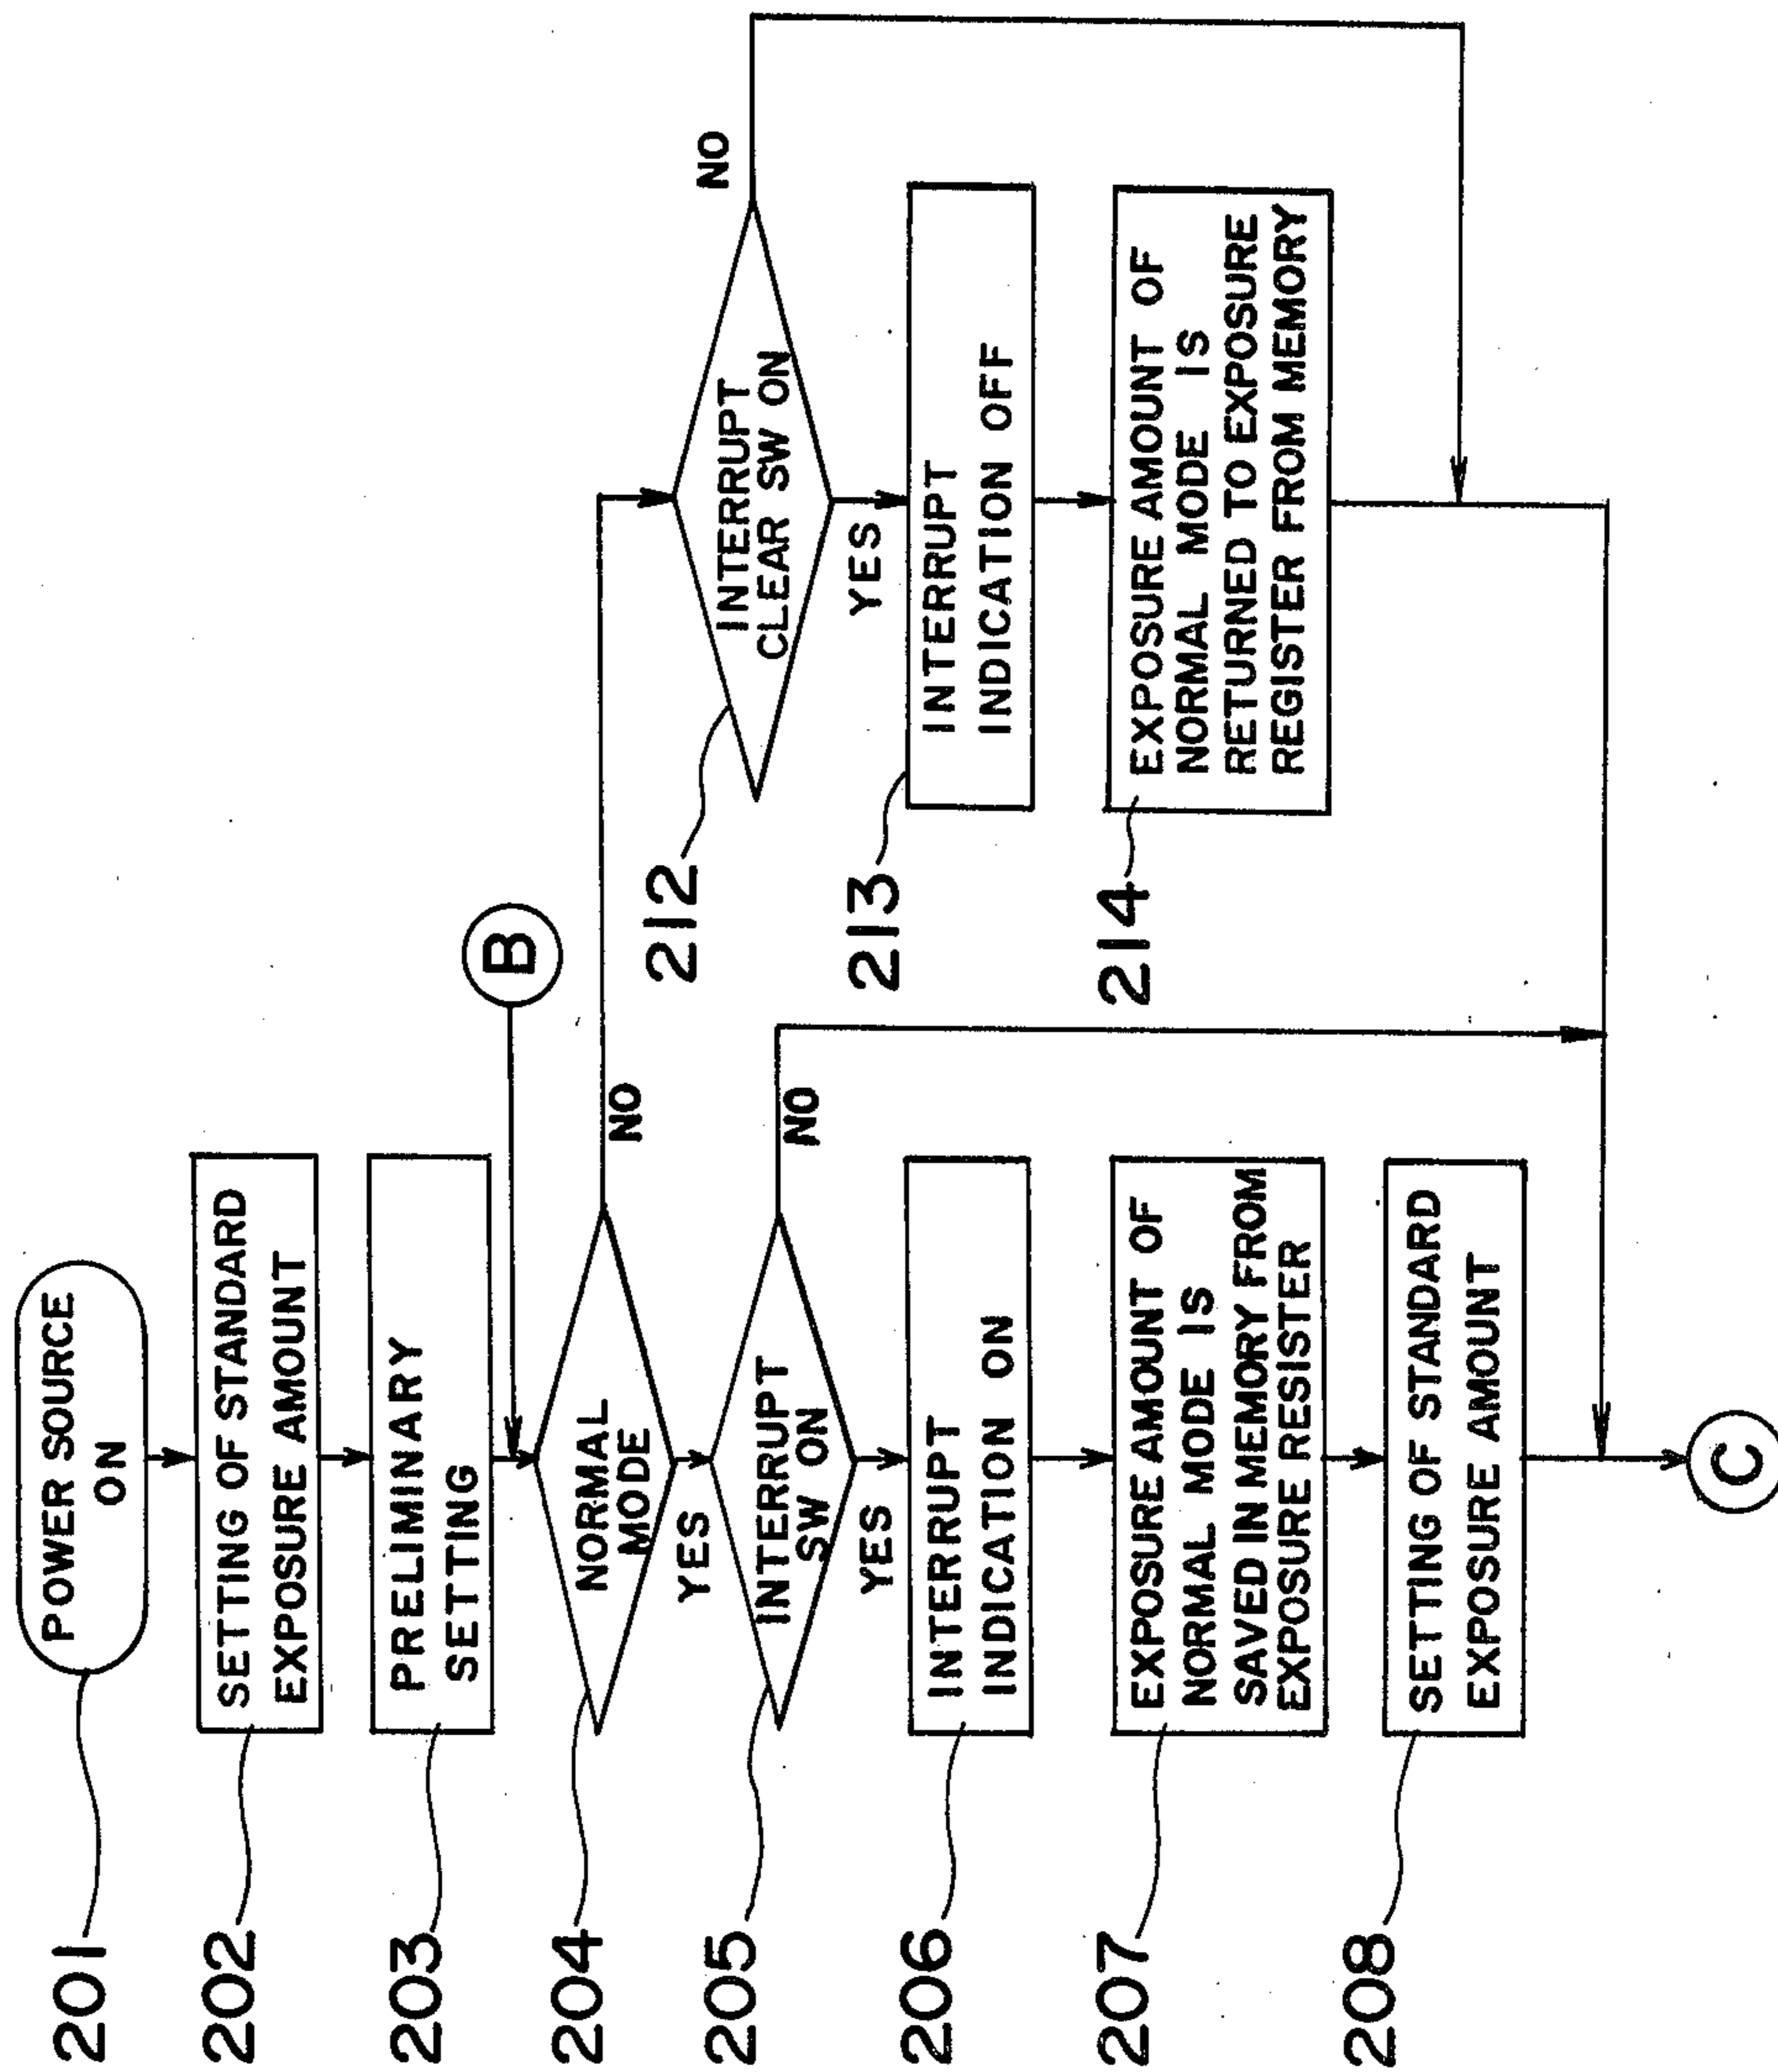 201
POWER SOURCE
ON
202
SETTING OF STANDARD
EXPOSURE AMOUNT
203
PRELIMINARY
SETTING
B
204
NORMAL
MODE
NO
YES
205
INTERRUPT
SW ON
NO
YES
206
INTERRUPT
INDICATION ON
207
EXPOSURE AMOUNT OF
NORMAL MODE IS
SAVED IN MEMORY FROM
EXPOSURE RESISTER
208
SETTING OF STANDARD
EXPOSURE AMOUNT
C
212
INTERRUPT
CLEAR SW ON
NO
YES
213
INTERRUPT
INDICATION OFF
214
EXPOSURE AMOUNT OF
NORMAL MODE IS
RETURNED TO EXPOSURE
REGISTER FROM MEMORY